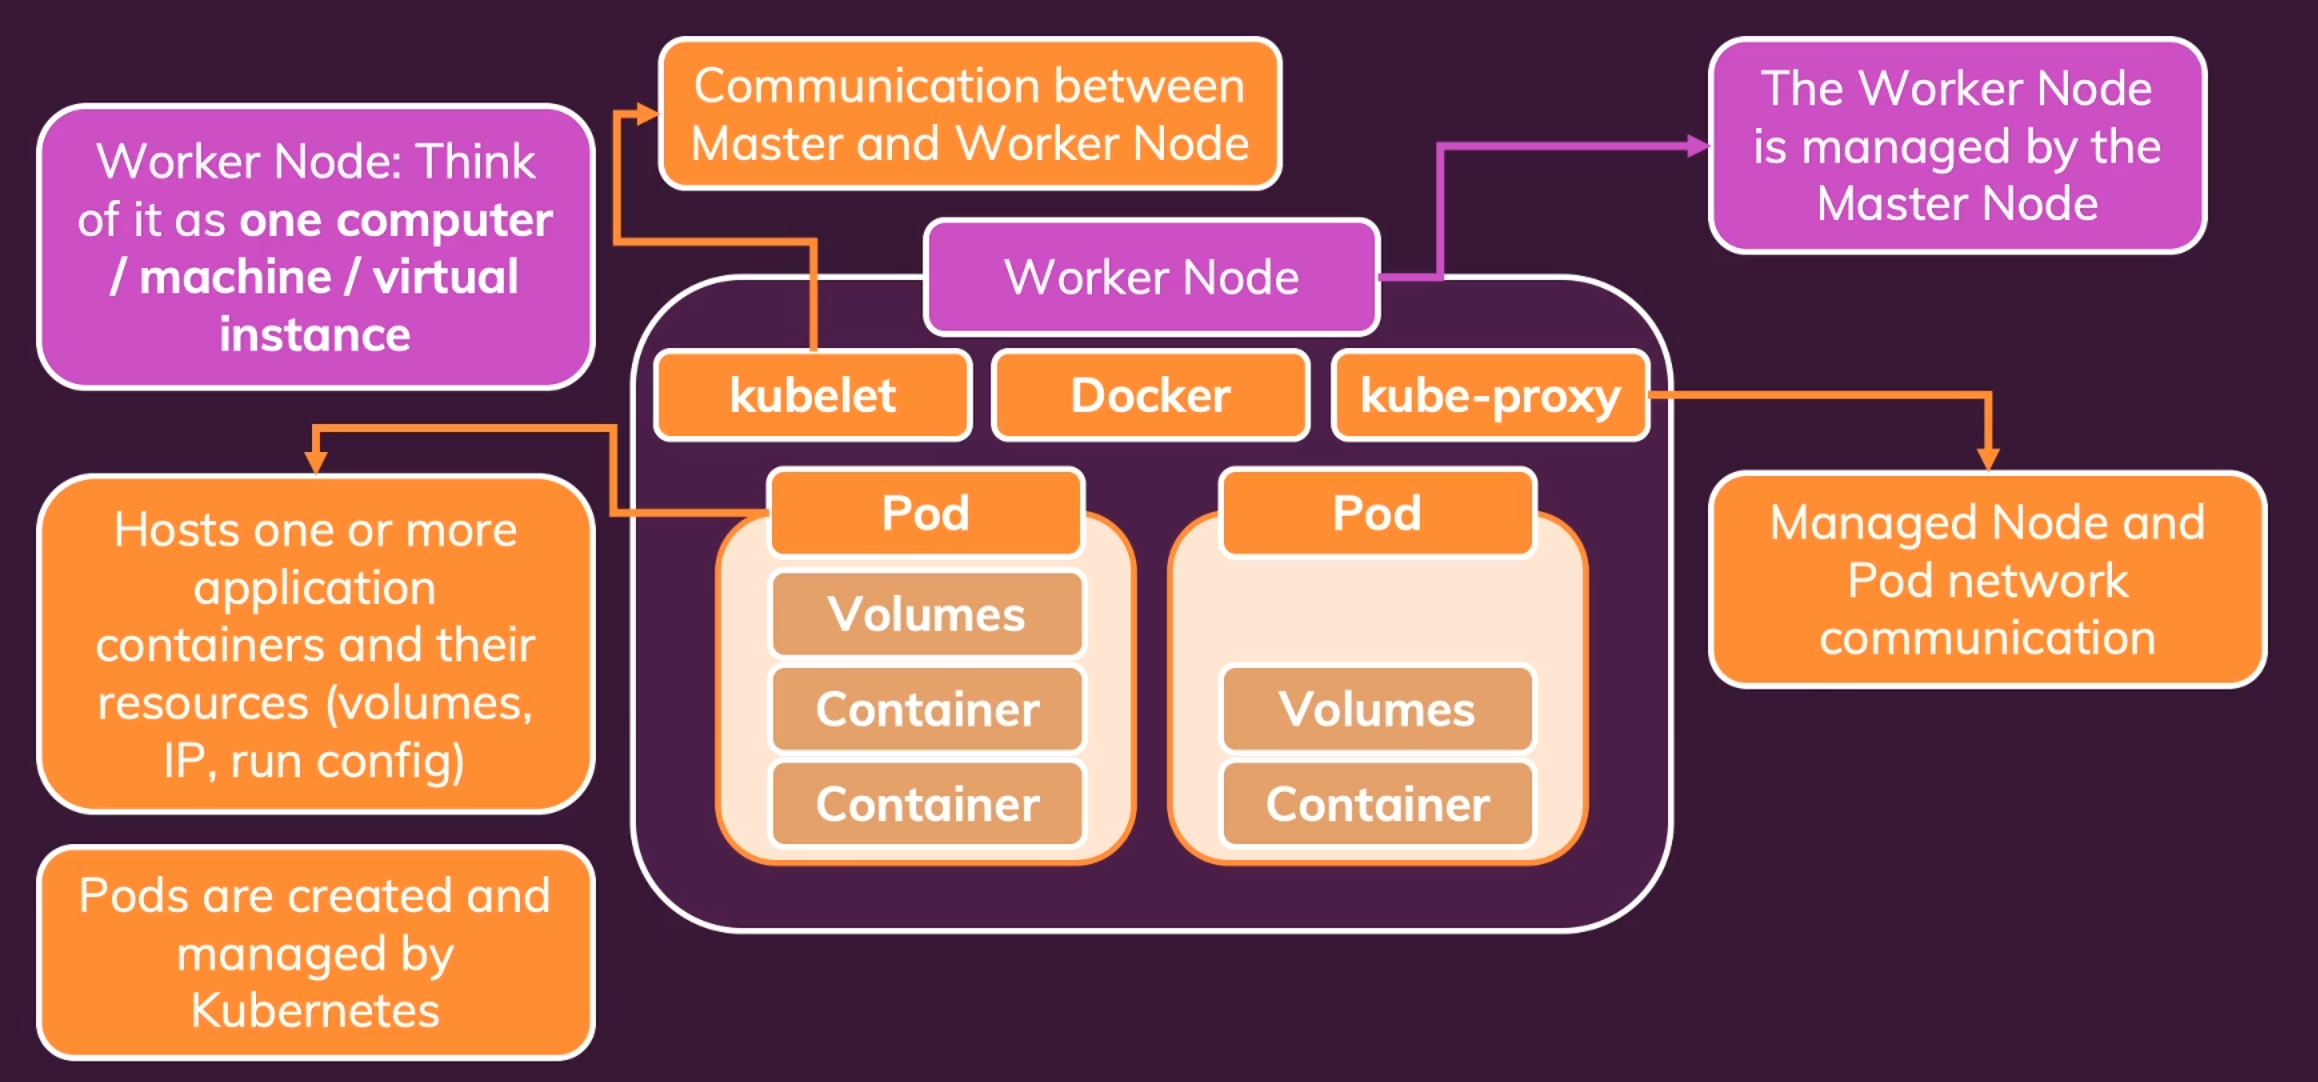 Communication between
Master and Worker Node
The Worker Node
is managed by the
Master Node
Worker Node: Think
of it as one computer
/ machine / virtual
instance
Worker Node
kubelet
Docker
kube-proxy
Hosts one or more
application
containers and their
resources (volumes,
IP, run config)
Pod
Volumes
Container
Container
Pod
Volumes
Container
Managed Node and
Pod network
communication
Pods are created and
managed by
Kubernetes